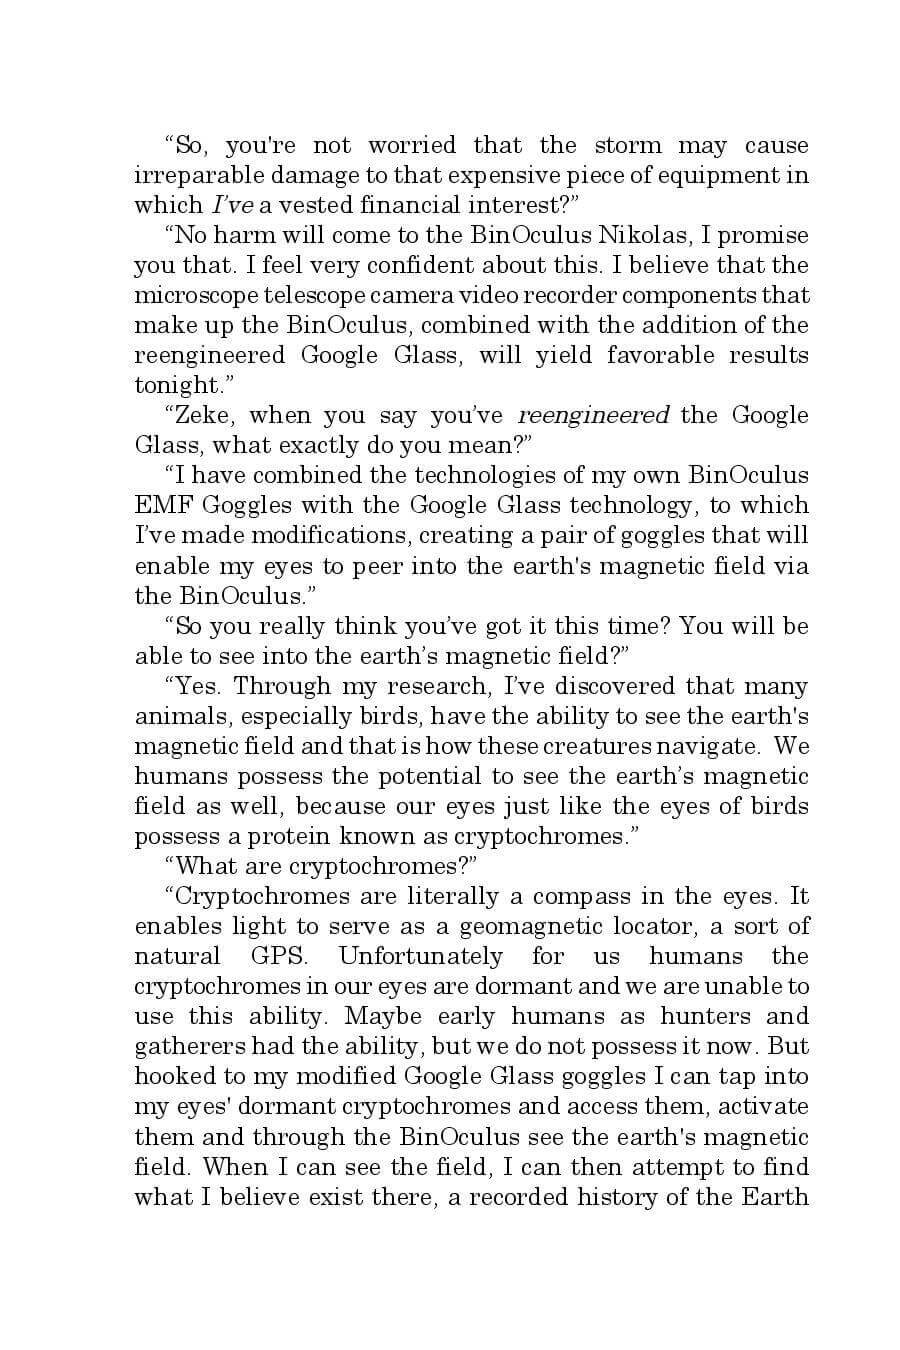 “So, you're not worried that the storm may cause
irreparable damage to that expensive piece of equipment in
which I’ve a vested financial interest?”
“No harm will come to the BinOculus Nikolas, I promise
you that. I feel very confident about this. I believe that the
microscope telescope camera video recorder components that
make up the BinOculus, combined with the addition of the
reengineered Google Glass, will yield favorable results
tonight.”
“Zeke, when you say you’ve reengineered the Google
Glass, what exactly do you mean?”
“I have combined the technologies of my own BinOculus
EMF Goggles with the Google Glass technology, to which
I’ve made modifications, creating a pair of goggles that will
enable my eyes to peer into the earth's magnetic field via
the BinOculus.”
“So you really think you’ve got it this time? You will be
able to see into the earth’s magnetic field?”
“Yes. Through my research, I’ve discovered that many
animals, especially birds, have the ability to see the earth's
magnetic field and that is how these creatures navigate. We
humans possess the potential to see the earth’s magnetic
field as well, because our eyes just like the eyes of birds
possess a protein known as cryptochromes.”
“What are cryptochromes?”
“Cryptochromes are literally a compass in the eyes. It
enables light to serve as a geomagnetic locator, a sort of
natural GPS. Unfortunately for us humans the
cryptochromes in our eyes are dormant and we are unable to
use this ability. Maybe early humans as hunters and
gatherers had the ability, but we do not possess it now. But
hooked to my modified Google Glass goggles I can tap into
my eyes' dormant cryptochromes and access them, activate
them and through the BinOculus see the earth's magnetic
field. When I can see the field, I can then attempt to find
what I believe exist there, a recorded history of the Earth